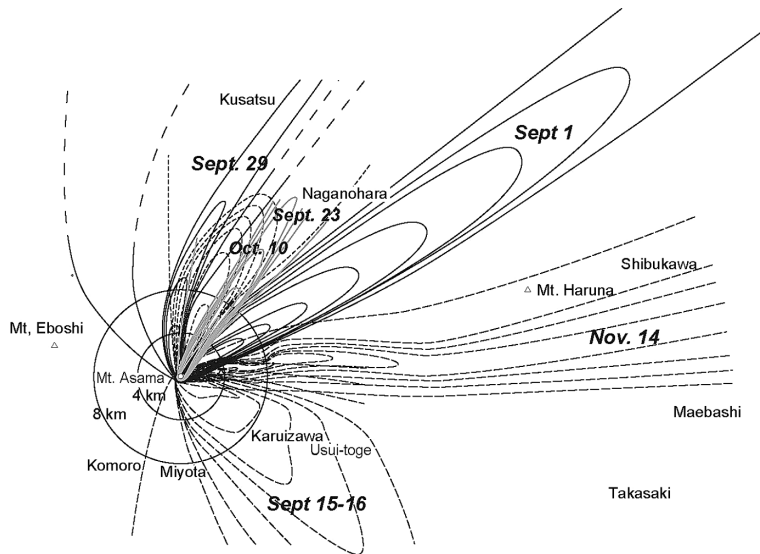 Kusatsu
Sept 1
Sept. 29
Naganohara
Sept. 23
Oct. 10
Shibukawa
Mt. Haruna
Mt, Eboshi
Nov. 14
Mt. Asama
4 km
8 km
Maebashi
Karuizawa
Usui-toge
Komoro
Miyota
Takasaki
Sept 15-16